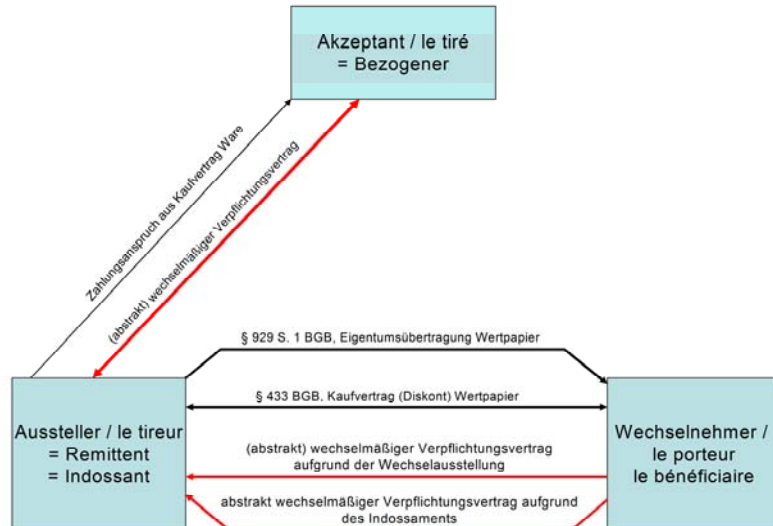 Akzeptant / le tiré
= Bezogener
Zahlungsanspruch aus Kaufvertrag Ware
(abstrakt) wechselmäßiger Verpflichtungsvertrag
§ 929 S. 1 BGB, Eigentumsübertragung Wertpapier
§ 433 BGB, Kaufvertrag (Diskont) Wertpapier
Aussteller / le tireur
= Remittent
= Indossant
(abstrakt) wechselmäßiger Verpflichtungsvertrag
aufgrund der Wechselausstellung
abstrakt wechselmäßiger Verpflichtungsvertrag aufgrund
des Indossaments
Wechselnehmer /
le porteur
le bénéficiaire